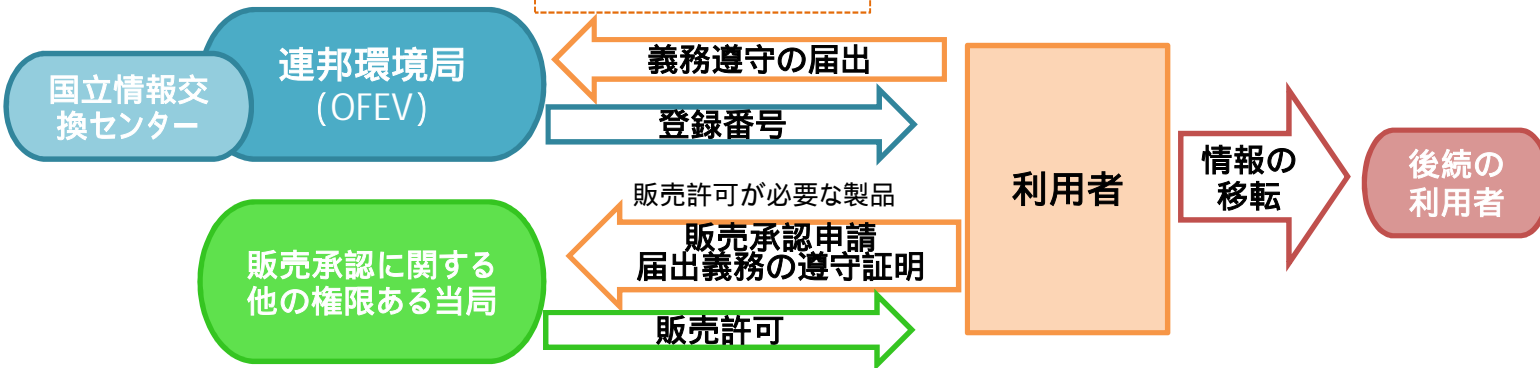 国立情報交
換センター
連邦環境局
(OFEV)
義務遵守の届出
登録番号
販売許可が必要な製品
販売承認申請
届出義務の遵守証明
販売許可
販売承認に関する
他の権限ある当局
利用者
情報の
移転
後続の
利用者